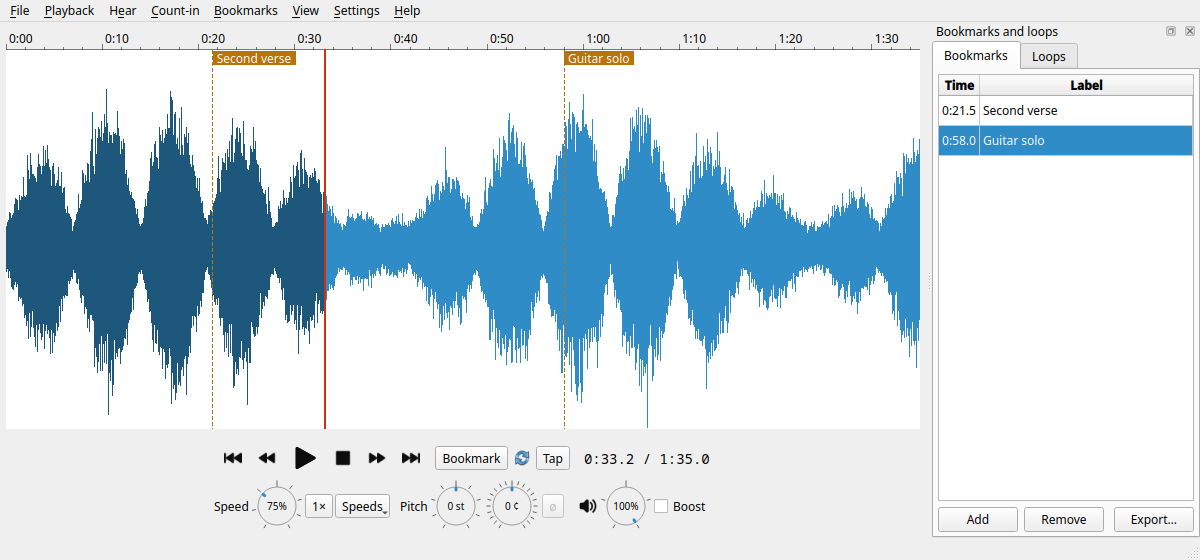 File Playback Hear Count-in Bookmarks View Settings Help
0:00 0:10 0:20 0:30 0:40 0:50 1:00 1:10 1:20 1:30
Second verse Guitar solo
Bookmark Tap 0:33.2 / 1:35.0
Speed 75% 1× Speeds Pitch 0 st 0 ¢ ø 100% Boost
Bookmarks and loops
Bookmarks Loops
Time Label
0:21.5 Second verse
0:58.0 Guitar solo
Add Remove Export...